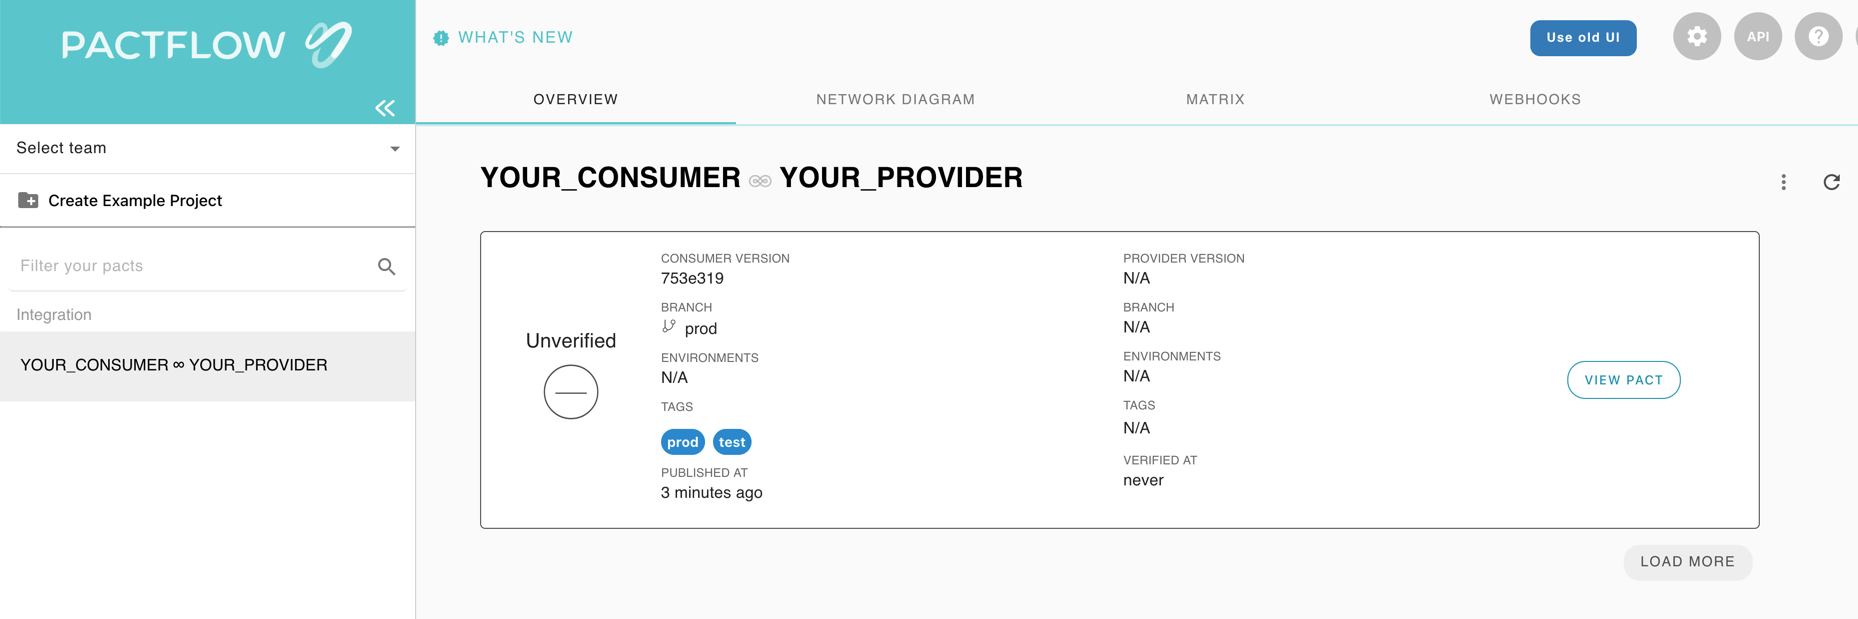 PACTFLOW
WHAT'S NEW
Use old UI
API
?
OVERVIEW
NETWORK DIAGRAM
MATRIX
WEBHOOKS
Select team
Create Example Project
Filter your pacts
Integration
YOUR_CONSUMER ∞ YOUR_PROVIDER
YOUR_CONSUMER YOUR_PROVIDER
Unverified
CONSUMER VERSION
753e319
BRANCH
prod
ENVIRONMENTS
N/A
TAGS
prod test
PUBLISHED AT
3 minutes ago
PROVIDER VERSION
N/A
BRANCH
N/A
ENVIRONMENTS
N/A
TAGS
N/A
VERIFIED AT
never
VIEW PACT
LOAD MORE